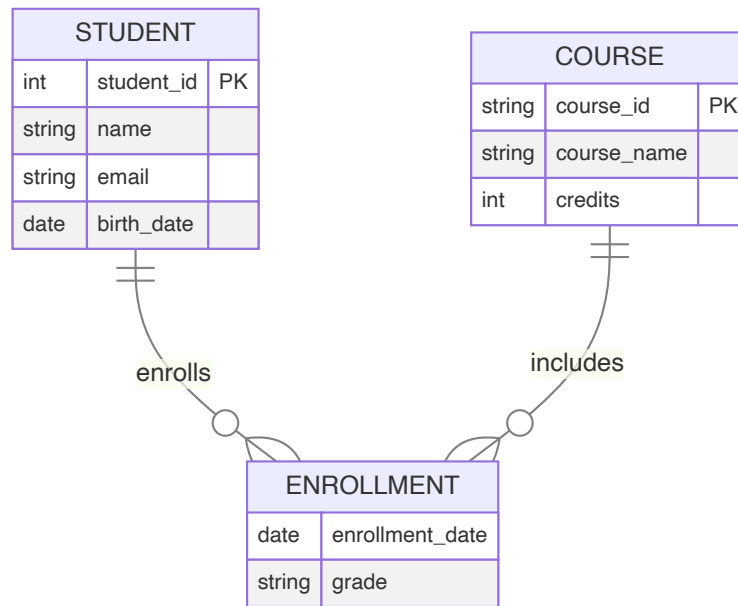 STUDENT
int student_id PK
string name
string email
date birth_date
COURSE
string course_id PK
string course_name
int credits
enrolls
includes
ENROLLMENT
date enrollment_date
string grade